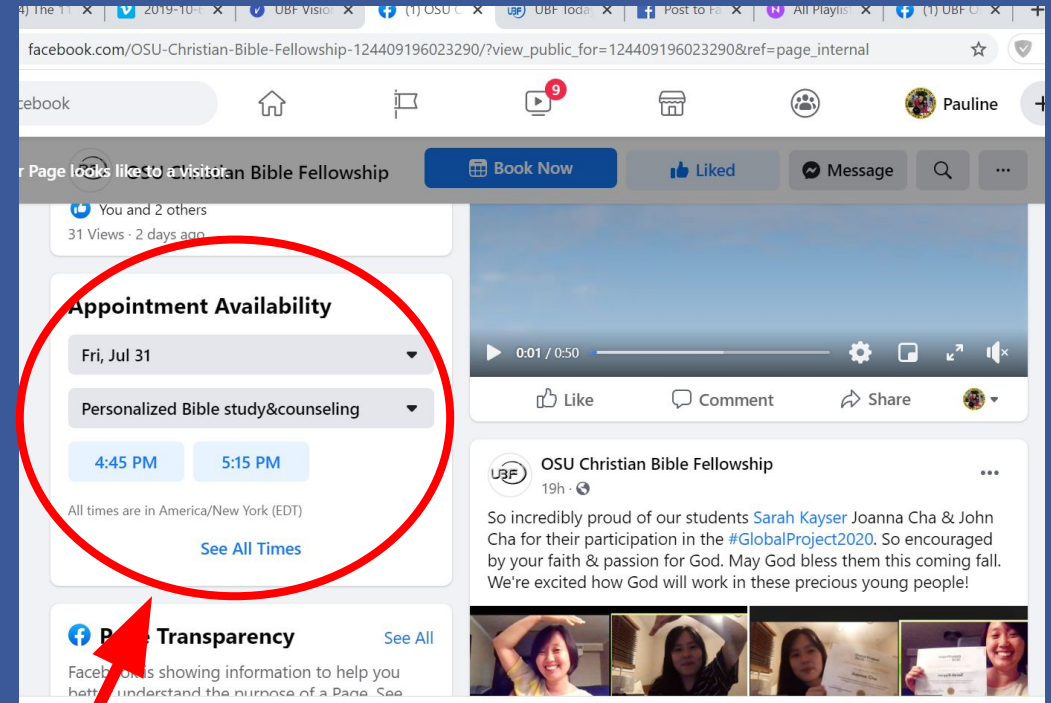 4) The 1
2019-10-
UBF Vision
(1) OSU C
UBF Today
Post to Fa
All Playlis
(1) UBF O
facebook.com/OSU-Christian-Bible-Fellowship-124409196023290/?view_public_for=124409196023290&ref=page_internal
cebook
9
Pauline
r Page looks like to a visitor.
OSU Christian Bible Fellowship
Book Now
Liked
Message
You and 2 others
31 Views · 2 days ago
Appointment Availability
Fri, Jul 31
Personalized Bible study&counseling
4:45 PM 5:15 PM
All times are in America/New York (EDT)
See All Times
Transparency See All
is showing information to help you
understand the purpose of a Page. See
0:01 / 0:50
Like Comment Share
UBF
OSU Christian Bible Fellowship
19h
So incredibly proud of our students Sarah Kayser Joanna Cha & John
Cha for their participation in the #GlobalProject2020. So encouraged
by your faith & passion for God. May God bless them this coming fall.
We're excited how God will work in these precious young people!